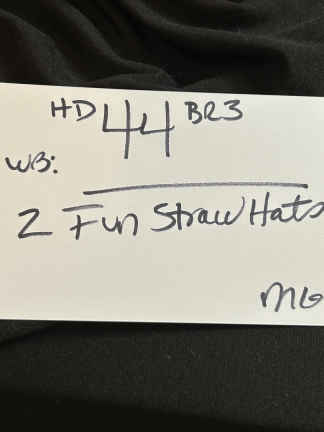 HD 44 BR3
WB:
2 Fun Straw Hats
MG